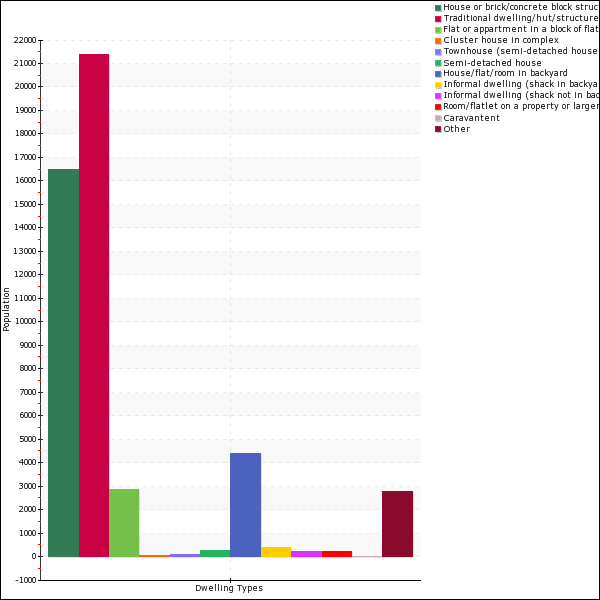 House or brick/concrete block struc
Traditional dwelling/hut/structure
Flat or appartment in a block of flat
Cluster house in complex
Townhouse (semi-detached house
Semi-detached house
House/flat/room in backyard
Informal dwelling (shack in backya
Informal dwelling (shack not in bac
Room/flatlet on a property or larger
Caravantent
Other
22000
21000
20000
19000
18000
17000
16000
15000
14000
13000
12000
11000
10000
9000
8000
7000
6000
5000
4000
3000
2000
1000
0
-1000
Population
Dwelling Types